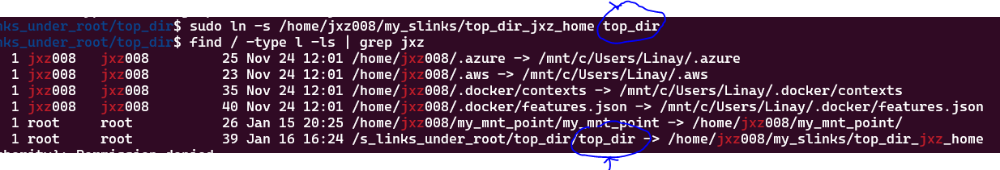 nks_under_root/top_dir$ sudo ln -s /home/jxz008/my_slinks/top_dir_jxz_home top_dir
nks_under_root/top_dir$ find / -type l -ls | grep jxz
1 jxz008 jxz008 25 Nov 24 12:01 /home/jxz008/.azure -> /mnt/c/Users/Linay/.azure
1 jxz008 jxz008 23 Nov 24 12:01 /home/jxz008/.aws -> /mnt/c/Users/Linay/.aws
1 jxz008 jxz008 35 Nov 24 12:01 /home/jxz008/.docker/contexts -> /mnt/c/Users/Linay/.docker/contexts
1 jxz008 jxz008 40 Nov 24 12:01 /home/jxz008/.docker/features.json -> /mnt/c/Users/Linay/.docker/features.json
1 root root 26 Jan 15 20:25 /home/jxz008/my_mnt_point/my_mnt_point -> /home/jxz008/my_mnt_point/
1 root root 39 Jan 16 16:24 /s_links_under_root/top_dir/top_dir -> /home/jxz008/my_slinks/top_dir_jxz_home